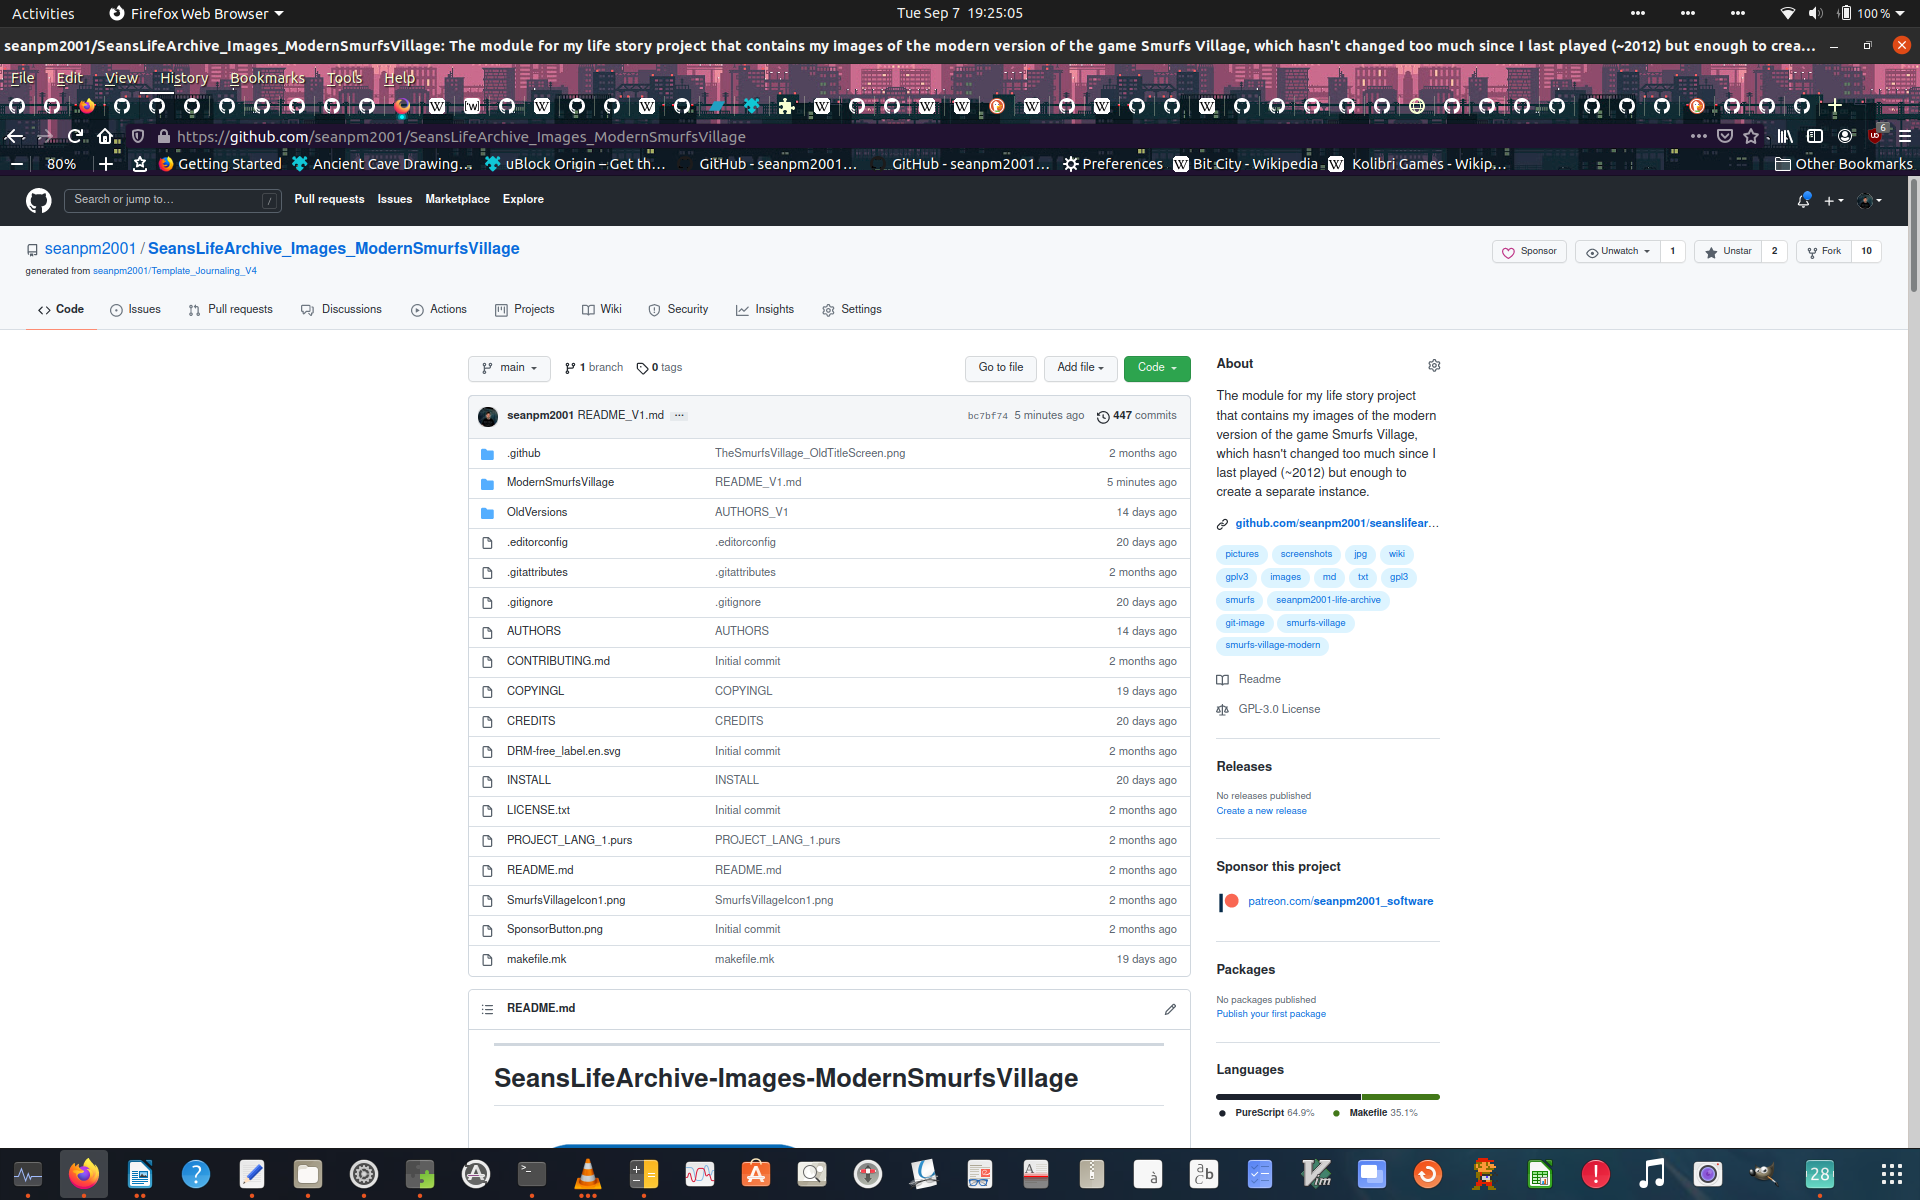 Activities
Firefox Web Browser
Tue Sep 7 19:25:05
100 %
seanpm2001/SeansLifeArchive_Images_ModernSmurfsVillage: The module for my life story project that contains my images of the modern version of the game Smurfs Village, which hasn't changed too much since I last played (~2012) but enough to crea...
File Edit View History Bookmarks Tools Help
https://github.com/seanpm2001/SeansLifeArchive_Images_ModernSmurfsVillage
6
80%
Getting Started
Ancient Cave Drawing…
uBlock Origin – Get th…
GitHub - seanpm2001…
GitHub - seanpm2001…
Preferences
Bit City - Wikipedia
Kolibri Games - Wikip…
Other Bookmarks
Search or jump to…
/
Pull requests
Issues
Marketplace
Explore
seanpm2001 / SeansLifeArchive_Images_ModernSmurfsVillage
generated from seanpm2001/Template_Journaling_V4
Sponsor
Unwatch 1
Unstar 2
Fork 10
Code
Issues
Pull requests
Discussions
Actions
Projects
Wiki
Security
Insights
Settings
main
1 branch
0 tags
Go to file
Add file
Code
seanpm2001 README_V1.md
bc7bf74 5 minutes ago 447 commits
.github TheSmurfsVillage_OldTitleScreen.png 2 months ago
ModernSmurfsVillage README_V1.md 5 minutes ago
OldVersions AUTHORS_V1 14 days ago
.editorconfig .editorconfig 20 days ago
.gitattributes .gitattributes 2 months ago
.gitignore .gitignore 20 days ago
AUTHORS AUTHORS 14 days ago
CONTRIBUTING.md Initial commit 2 months ago
COPYINGL COPYINGL 19 days ago
CREDITS CREDITS 20 days ago
DRM-free_label.en.svg Initial commit 2 months ago
INSTALL INSTALL 20 days ago
LICENSE.txt Initial commit 2 months ago
PROJECT_LANG_1.purs PROJECT_LANG_1.purs 2 months ago
README.md README.md 2 months ago
SmurfsVillageIcon1.png SmurfsVillageIcon1.png 2 months ago
SponsorButton.png Initial commit 2 months ago
makefile.mk makefile.mk 19 days ago
README.md
SeansLifeArchive-Images-ModernSmurfsVillage
About
The module for my life story project
that contains my images of the modern
version of the game Smurfs Village,
which hasn't changed too much since I
last played (~2012) but enough to
create a separate instance.
github.com/seanpm2001/seanslifear…
pictures screenshots jpg wiki
gplv3 images md txt gpl3
smurfs seanpm2001-life-archive
git-image smurfs-village
smurfs-village-modern
Readme
GPL-3.0 License
Releases
No releases published
Create a new release
Sponsor this project
patreon.com/seanpm2001_software
Packages
No packages published
Publish your first package
Languages
PureScript 64.9% Makefile 35.1%
28